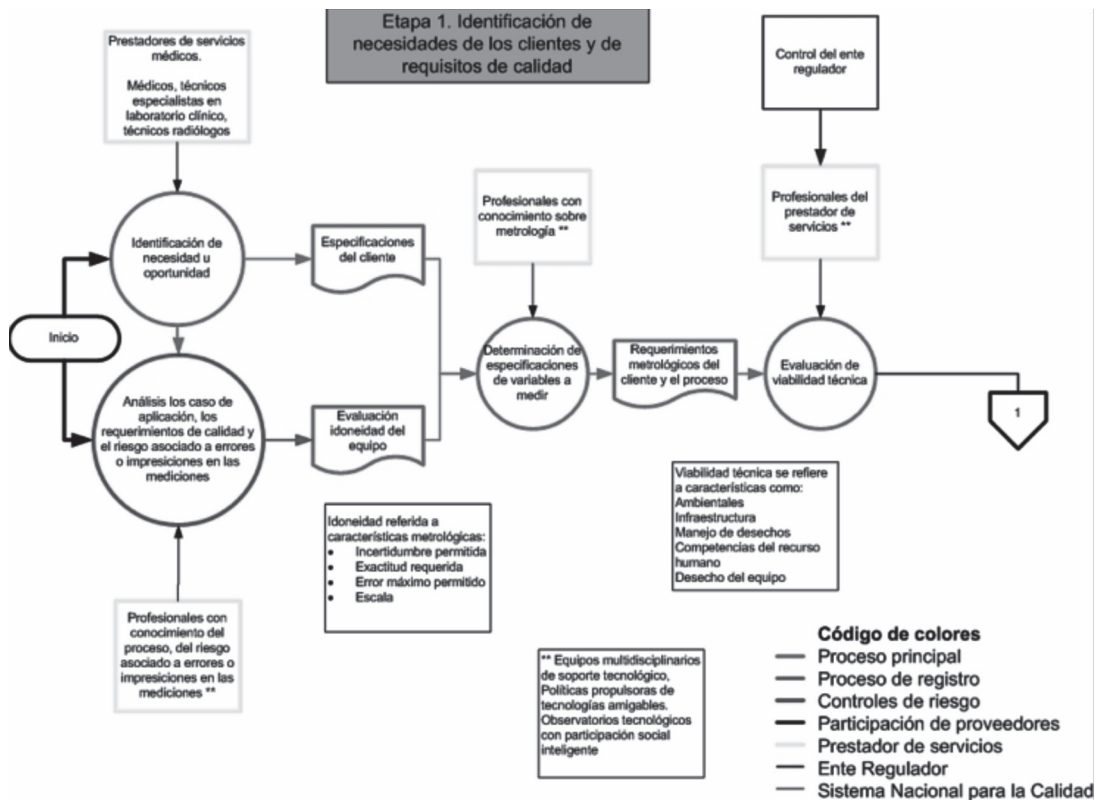 Etapa 1. Identificación de
necesidades de los clientes y de
requisitos de calidad
Prestadores de servicios
médicos.
Médicos, técnicos
especialistas en
laboratorio clínico,
técnicos radiólogos
Control del ente
regulador
Profesionales con
conocimiento sobre
metrología **
Profesionales del
prestador de
servicios **
Identificación de
necesidad u
oportunidad
Especificaciones
del cliente
Inicio
Determinación de
especificaciones
de variables a
medir
Requerimientos
metrológicos del
cliente y el proceso
Evaluación de
viabilidad técnica
1
Análisis los caso de
aplicación, los
requerimientos de calidad y
el riesgo asociado a errores
o impresiciones en las
mediciones
Evaluación
idoneidad del
equipo
Idoneidad referida a
características metrológicas:
• Incertidumbre permitida
• Exactitud requerida
• Error máximo permitido
• Escala
Viabilidad técnica se refiere
a características como:
Ambientales
Infraestructura
Manejo de desechos
Competencias del recurso
humano
Desecho del equipo
Profesionales con
conocimiento del
proceso, del riesgo
asociado a errores o
impresiciones en las
mediciones **
** Equipos multidisciplinarios
de soporte tecnológico,
Políticas propulsoras de
tecnologías amigables.
Observatorios tecnológicos
con participación social
inteligente
Código de colores
Proceso principal
Proceso de registro
Controles de riesgo
Participación de proveedores
Prestador de servicios
Ente Regulador
Sistema Nacional para la Calidad